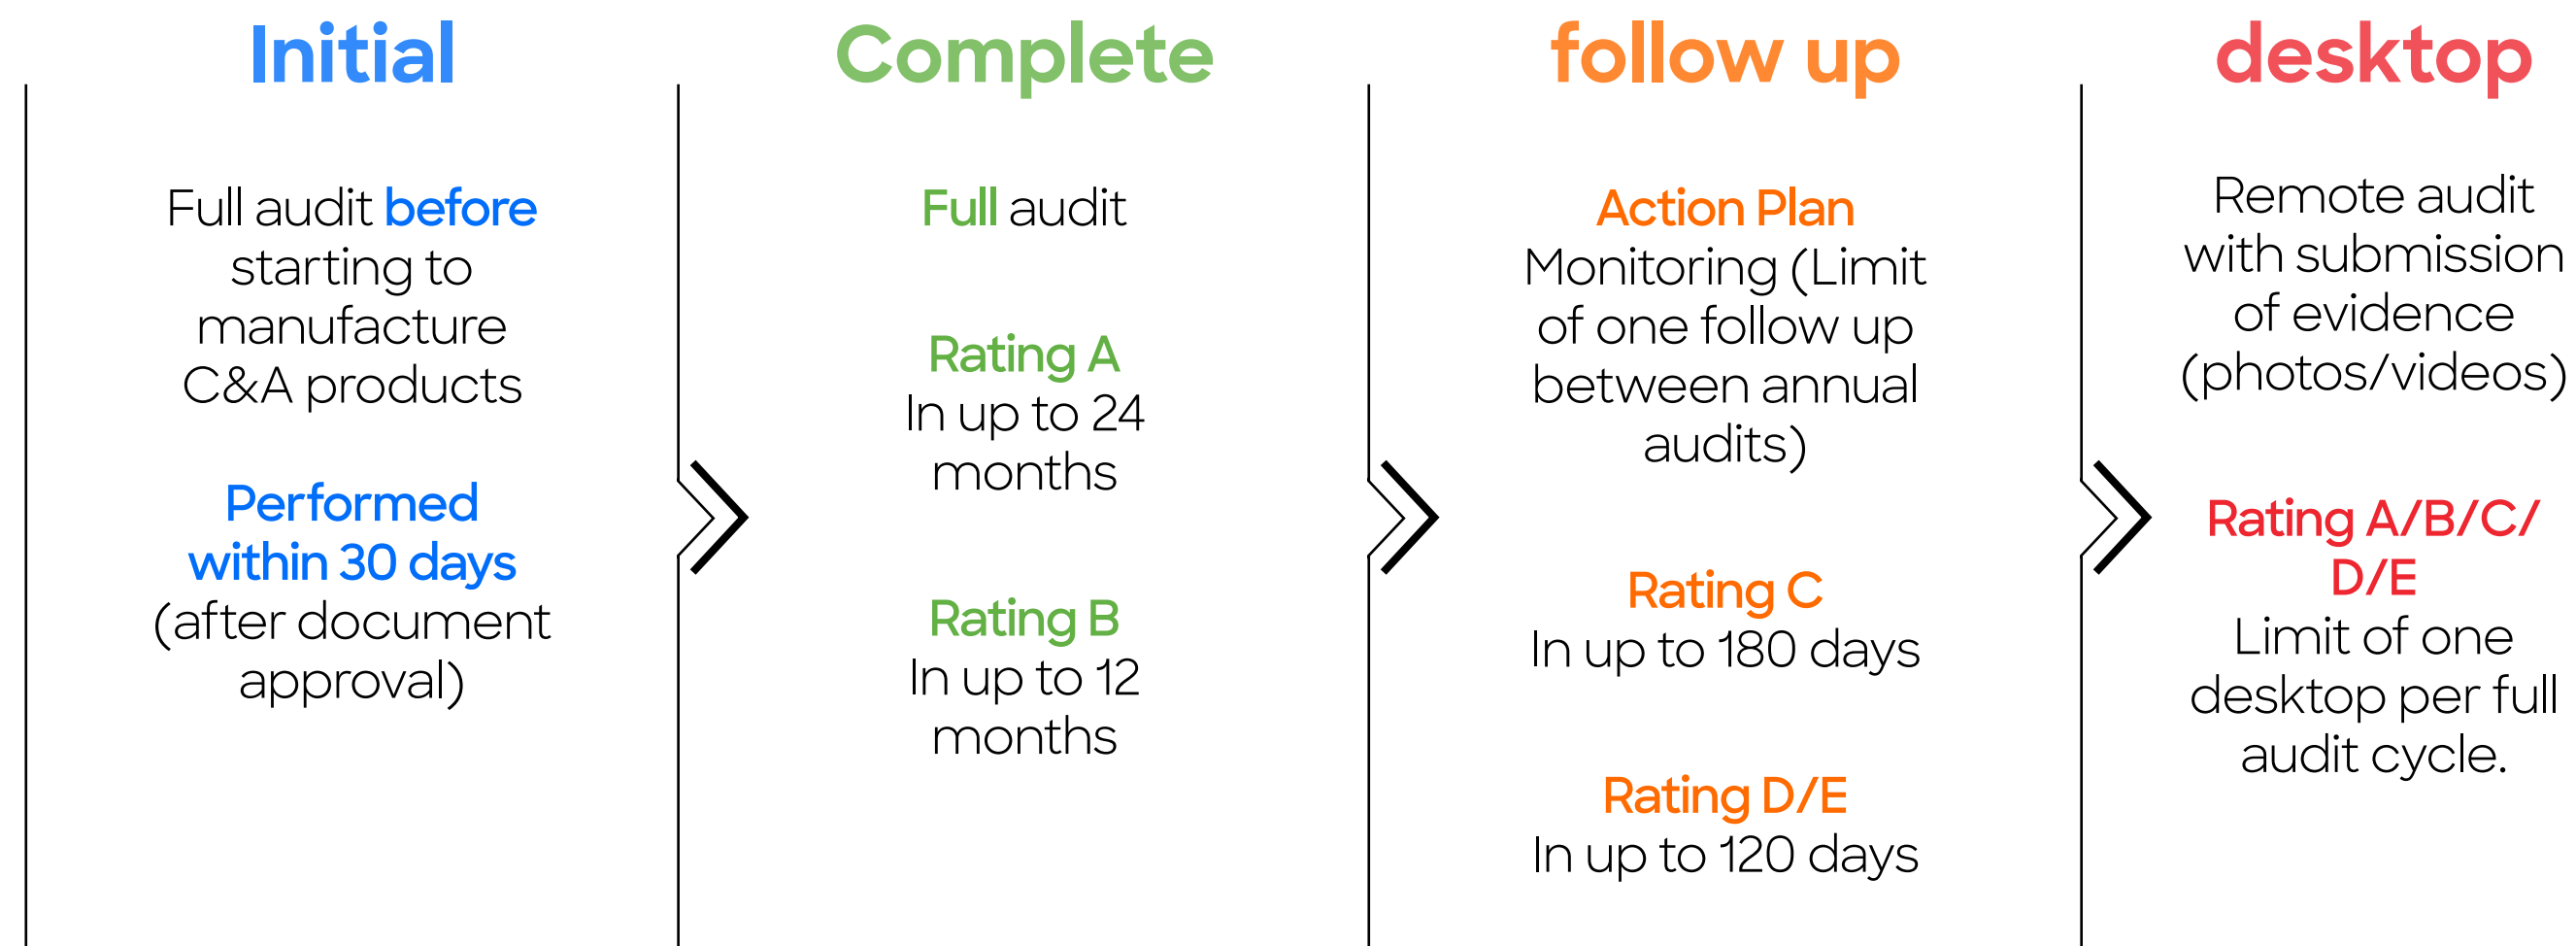 Initial
Full audit before
starting to
manufacture
C&A products
Performed
within 30 days
(after document
approval)
Complete
Full audit
Rating A
In up to 24
months
Rating B
In up to 12
months
follow up
Action Plan
Monitoring (Limit
of one follow up
between annual
audits)
Rating C
In up to 180 days
Rating D/E
In up to 120 days
desktop
Remote audit
with submission
of evidence
(photos/videos)
Rating A/B/C/
D/E
Limit of one
desktop per full
audit cycle.